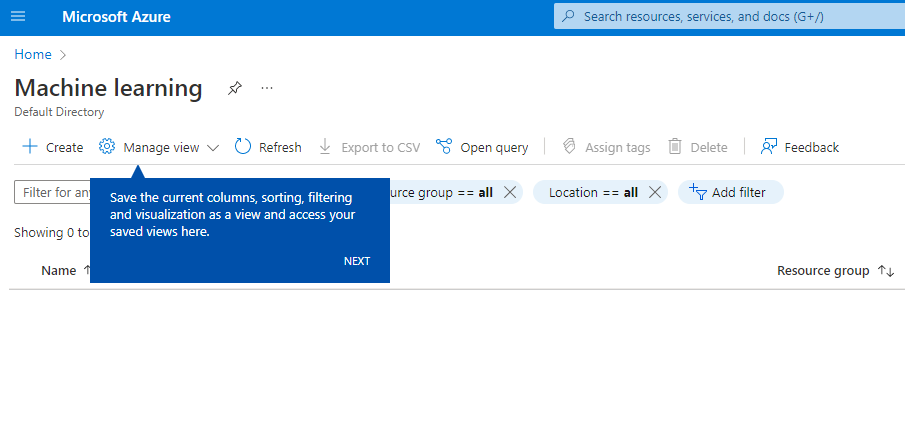 Microsoft Azure
Search resources, services, and docs (G+/)
Home >
Machine learning
...
Default Directory
+ Create
Manage view
Refresh
Export to CSV
Open query
Assign tags
Delete
Feedback
Filter for any
group == all
Location == all
Add filter
Save the current columns, sorting, filtering
and visualization as a view and access your
saved views here.
NEXT
Showing 0 to
Name ↑
Resource group ↑↓